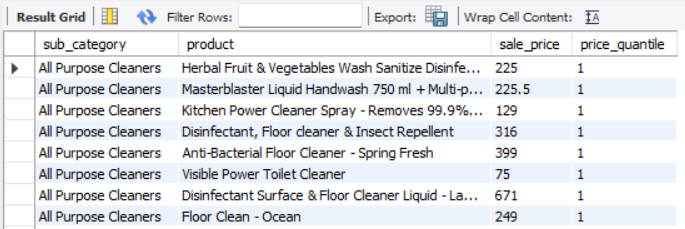 Result Grid Filter Rows: Export: Wrap Cell Content:
sub_category product sale_price price_quantile
All Purpose Cleaners Herbal Fruit & Vegetables Wash Sanitize Disinfe... 225 1
All Purpose Cleaners Masterblaster Liquid Handwash 750 ml + Multi-p... 225.5 1
All Purpose Cleaners Kitchen Power Cleaner Spray - Removes 99.9%... 129 1
All Purpose Cleaners Disinfectant, Floor cleaner & Insect Repellent 316 1
All Purpose Cleaners Anti-Bacterial Floor Cleaner - Spring Fresh 399 1
All Purpose Cleaners Visible Power Toilet Cleaner 75 1
All Purpose Cleaners Disinfectant Surface & Floor Cleaner Liquid - La... 671 1
All Purpose Cleaners Floor Clean - Ocean 249 1